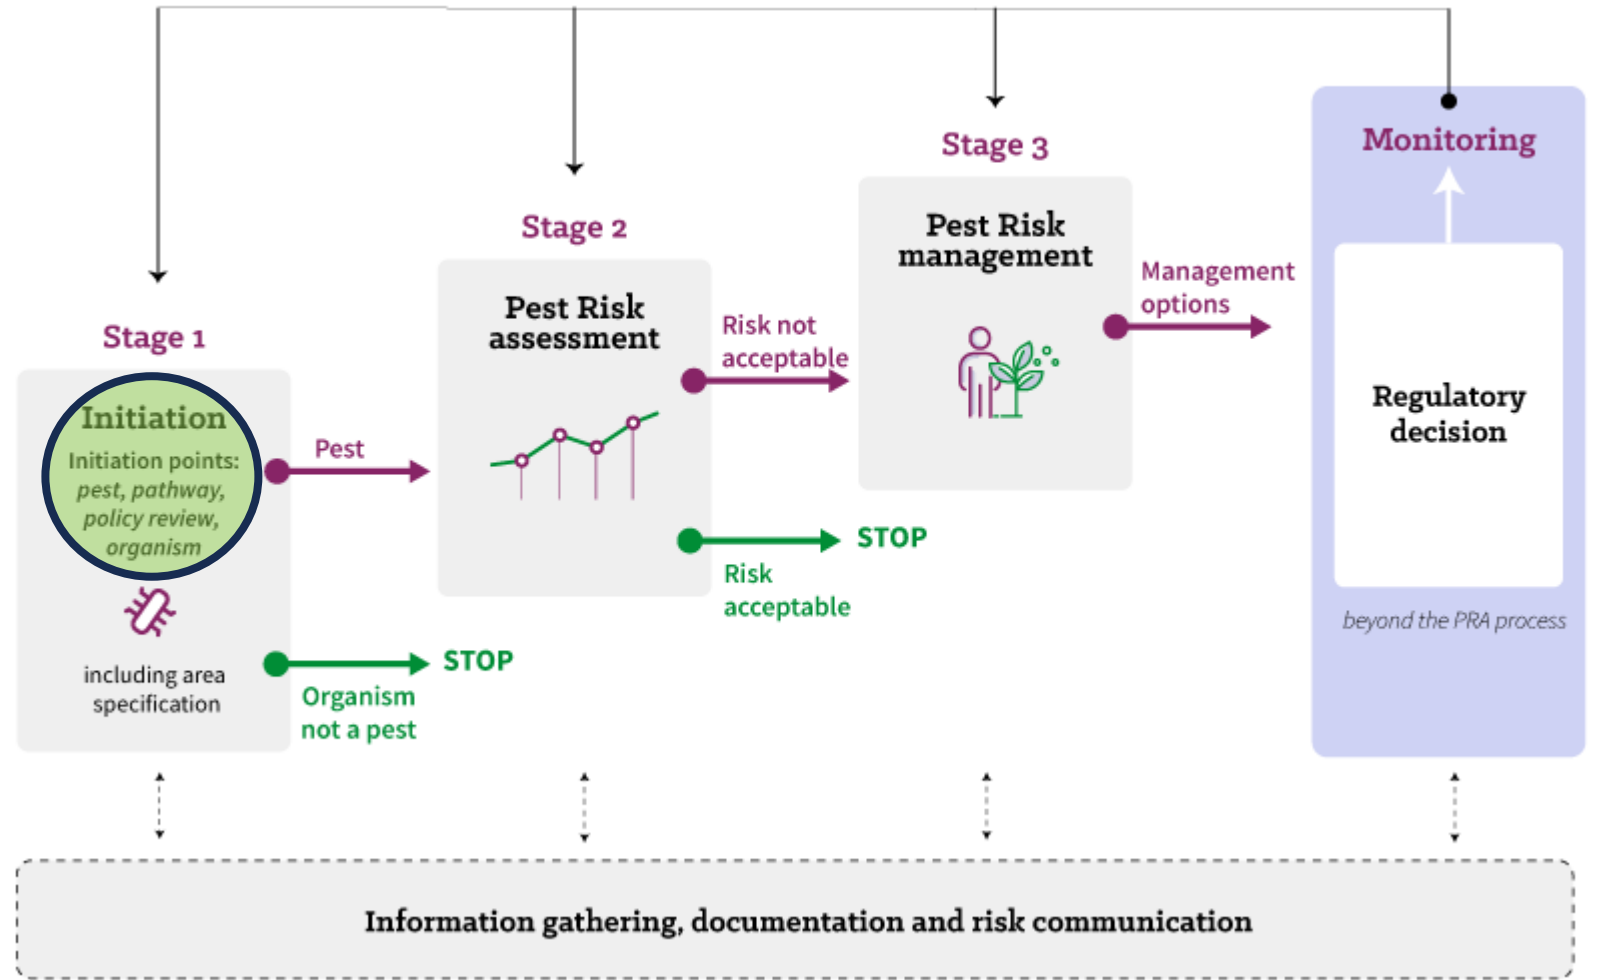 Stage 1
Initiation
Initiation points:
pest, pathway,
policy review,
organism
including area
specification
Pest
STOP
Organism
not a pest
Stage 2
Pest Risk
assessment
Risk not
acceptable
STOP
Risk
acceptable
Stage 3
Pest Risk
management
Management
options
Monitoring
Regulatory
decision
beyond the PRA process
Information gathering, documentation and risk communication